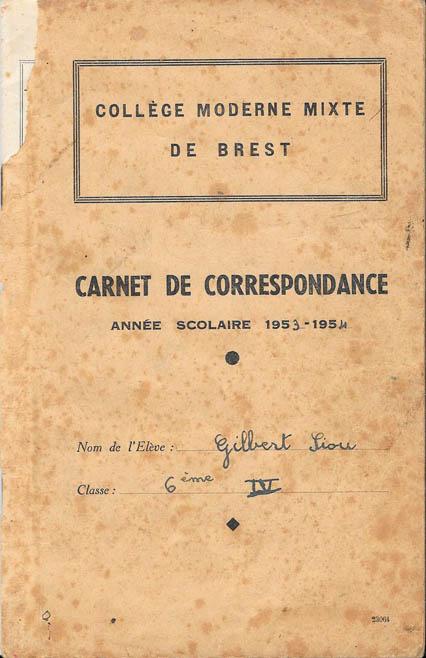 COLLÈGE MODERNE MIXTE
DE BREST
CARNET DE CORRESPONDANCE
ANNÉE SCOLAIRE 1953-1954
Nom de l'Elève : Gilbert Liou
Classe : 6ème IV
23064